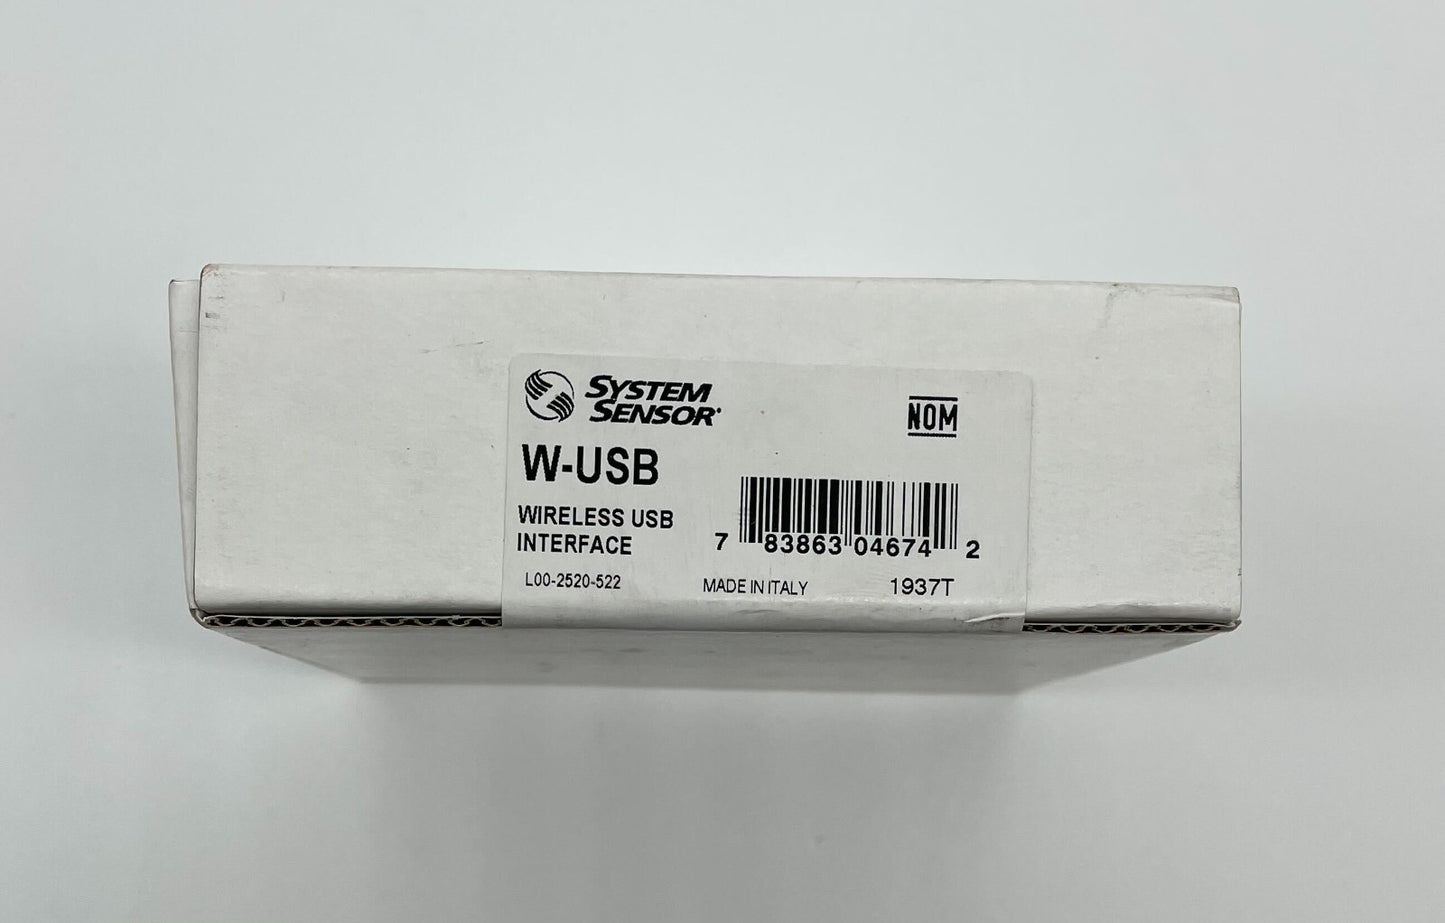 SYSTEM
SENSOR
NOM
W-USB
WIRELESS USB
INTERFACE
7 83863 04674 2
L00-2520-522
MADE IN ITALY
1937T